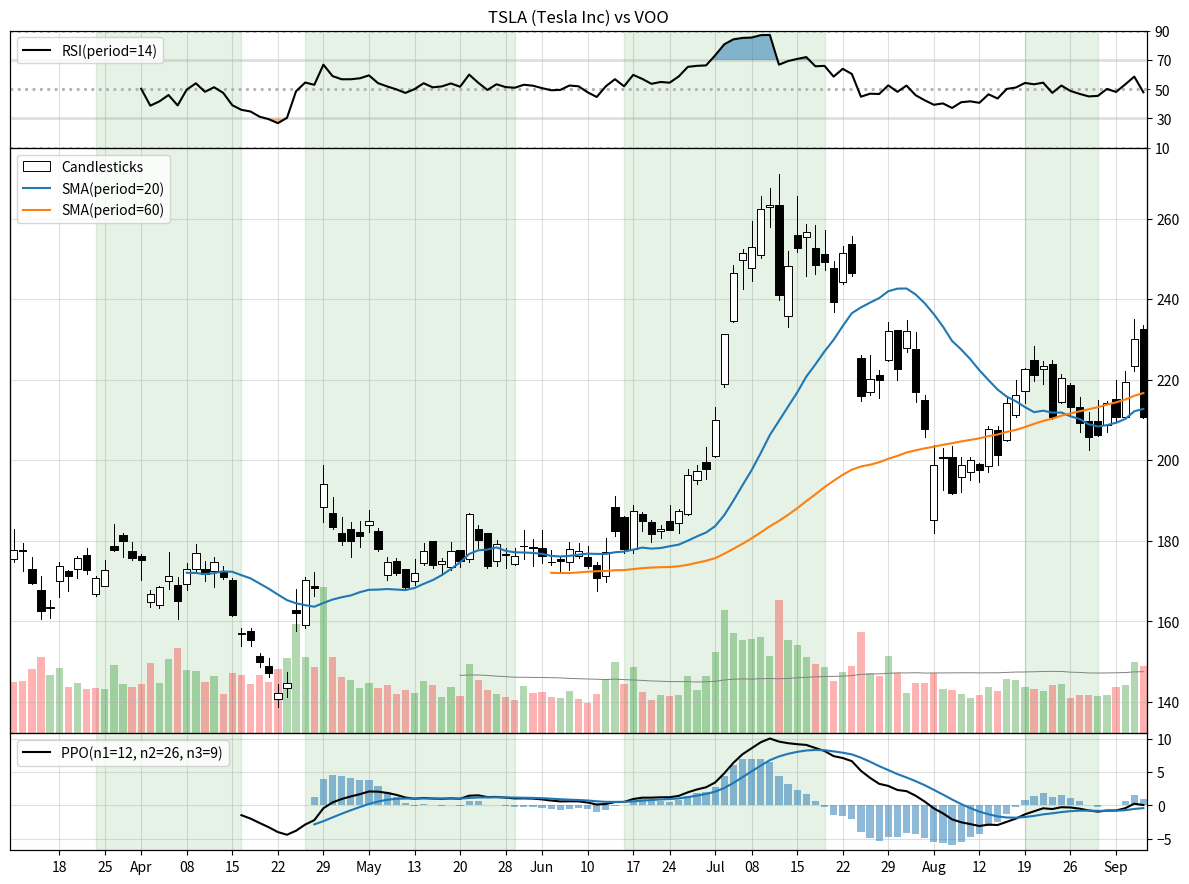 TSLA (Tesla Inc) vs VOO
RSI(period=14)
90
70
50
30
10
Candlesticks
SMA(period=20)
SMA(period=60)
260
240
220
200
180
160
140
PPO(n1=12, n2=26, n3=9)
10
5
0
−5
18 25 Apr 08 15 22 29 May 13 20 28 Jun 10 17 24 Jul 08 15 22 29 Aug 12 19 26 Sep